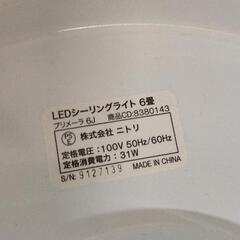 LEDシーリングライト 6畳
プリメーラ 6J 商品CD:8380143
PSE 株式会社 ニトリ
定格電圧:100V 50Hz/60Hz
定格消費電力:31W
MADE IN CHINA
S/N: 9127139